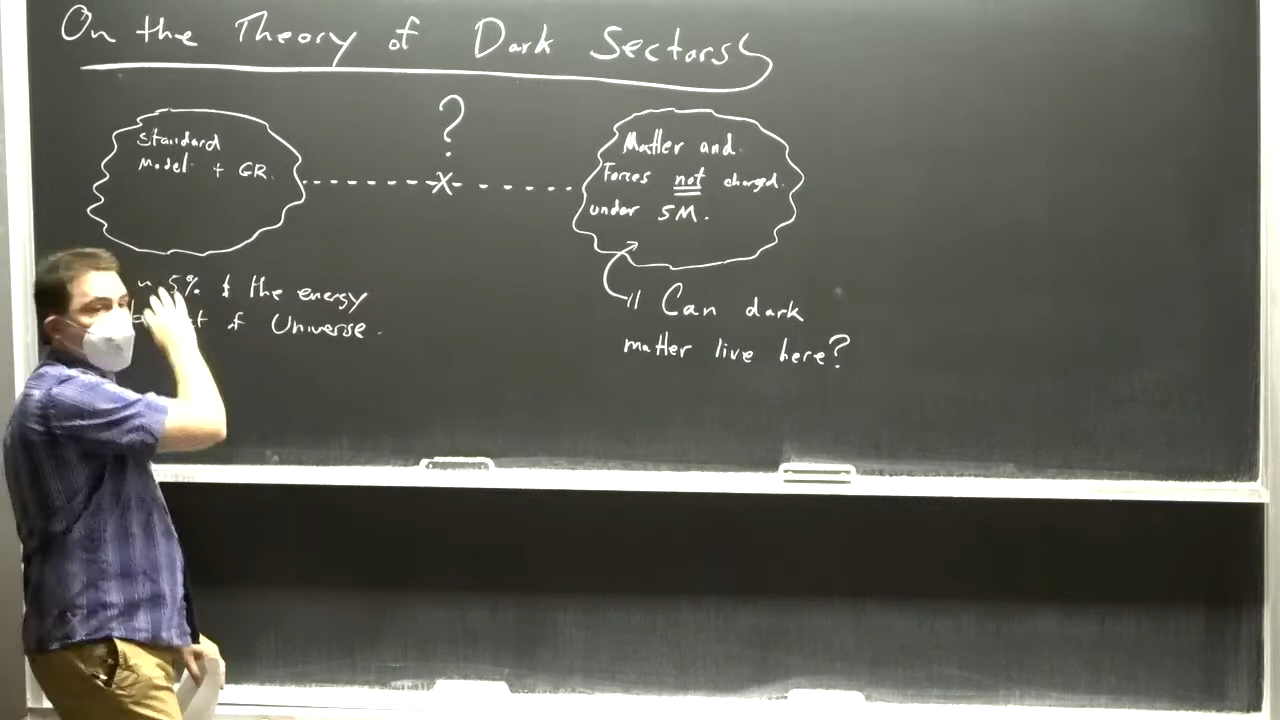 On the Theory of Dark Sectors
?
Standard
Model + GR.
X
Matter and
Forces not charged
under SM.
~ 5% of the energy
of Universe.
" Can dark
matter live here?